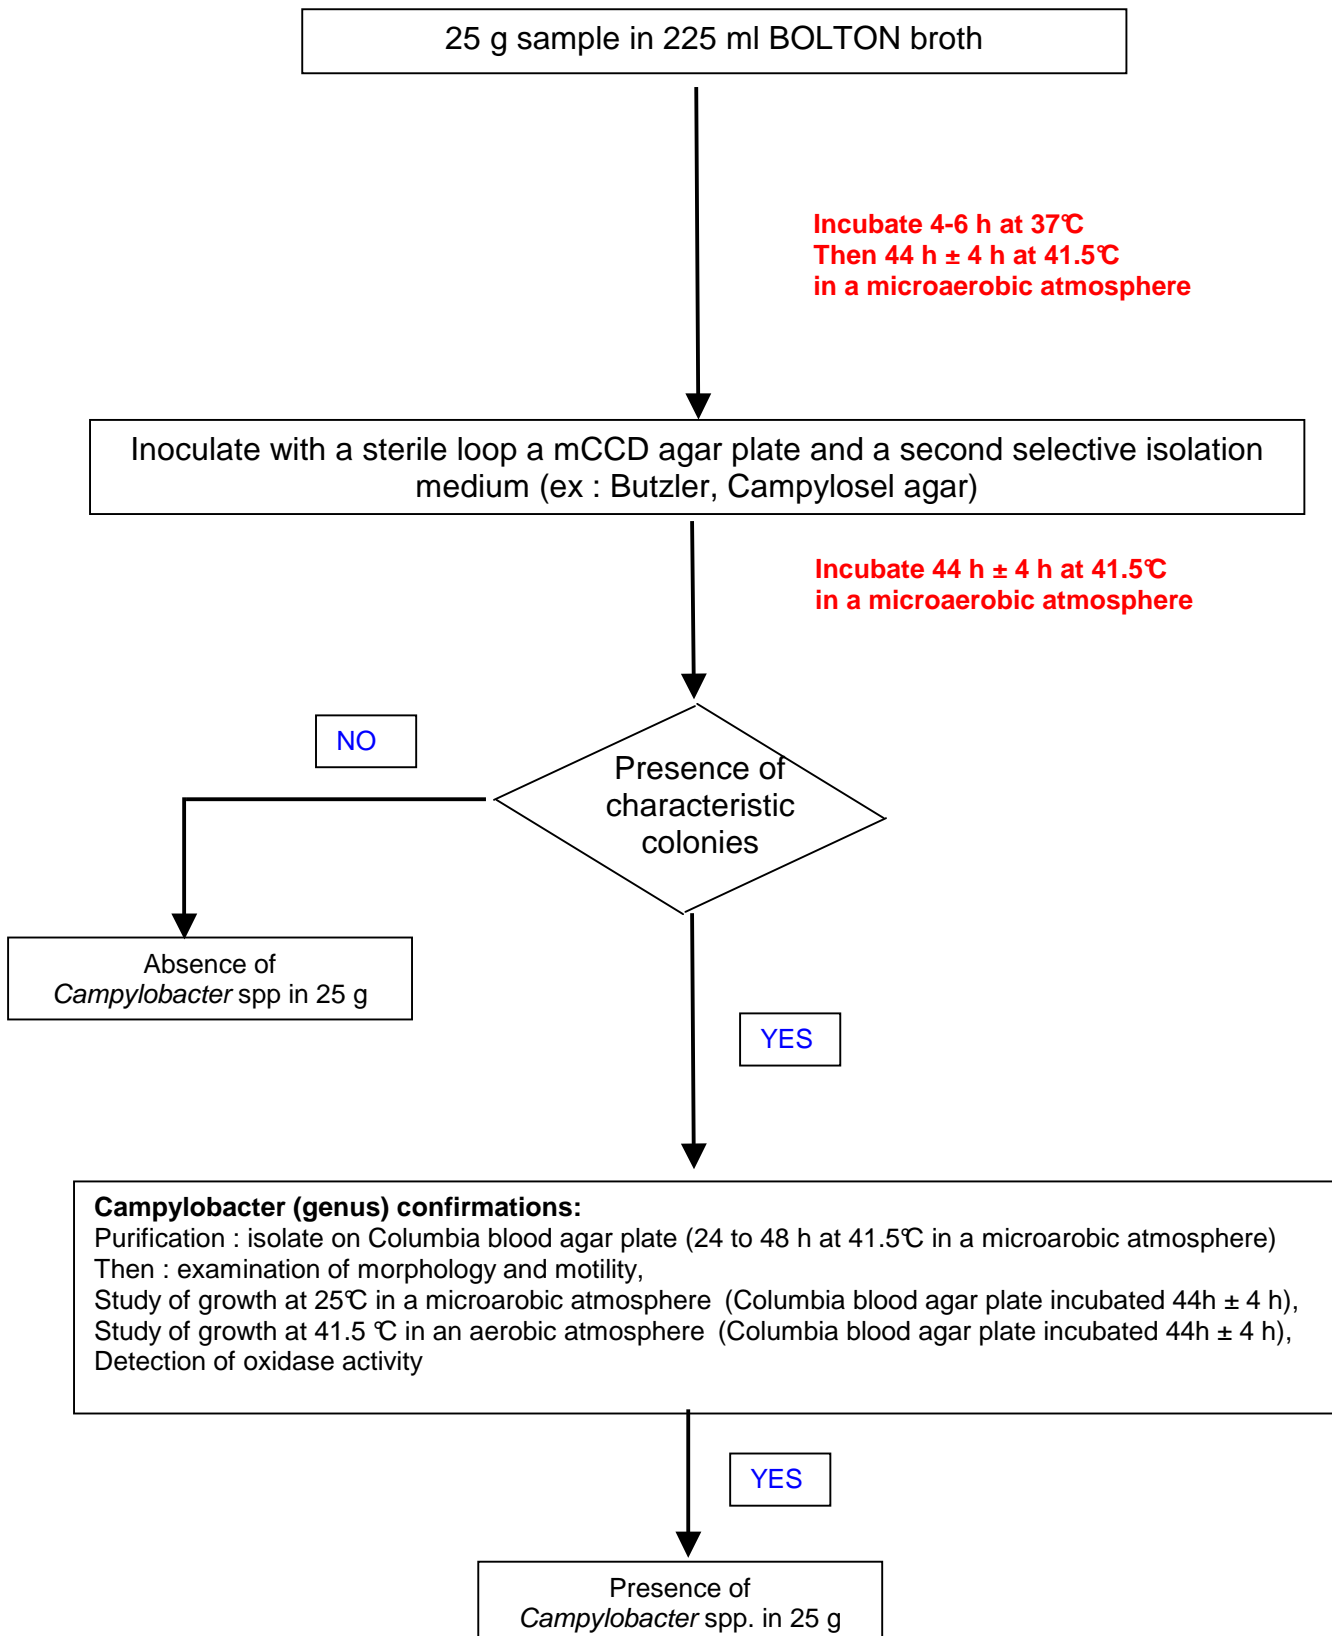 25 g sample in 225 ml BOLTON broth
Incubate 4-6 h at 37°C
Then 44 h ± 4 h at 41.5°C
in a microaerobic atmosphere
Inoculate with a sterile loop a mCCD agar plate and a second selective isolation
medium (ex : Butzler, Campylosel agar)
Incubate 44 h ± 4 h at 41.5°C
in a microaerobic atmosphere
NO
Presence of
characteristic
colonies
Absence of
Campylobacter spp in 25 g
YES
Campylobacter (genus) confirmations:
Purification : isolate on Columbia blood agar plate (24 to 48 h at 41.5°C in a microarobic atmosphere)
Then : examination of morphology and motility,
Study of growth at 25°C in a microarobic atmosphere (Columbia blood agar plate incubated 44h ± 4 h),
Study of growth at 41.5 °C in an aerobic atmosphere (Columbia blood agar plate incubated 44h ± 4 h),
Detection of oxidase activity
YES
Presence of
Campylobacter spp. in 25 g